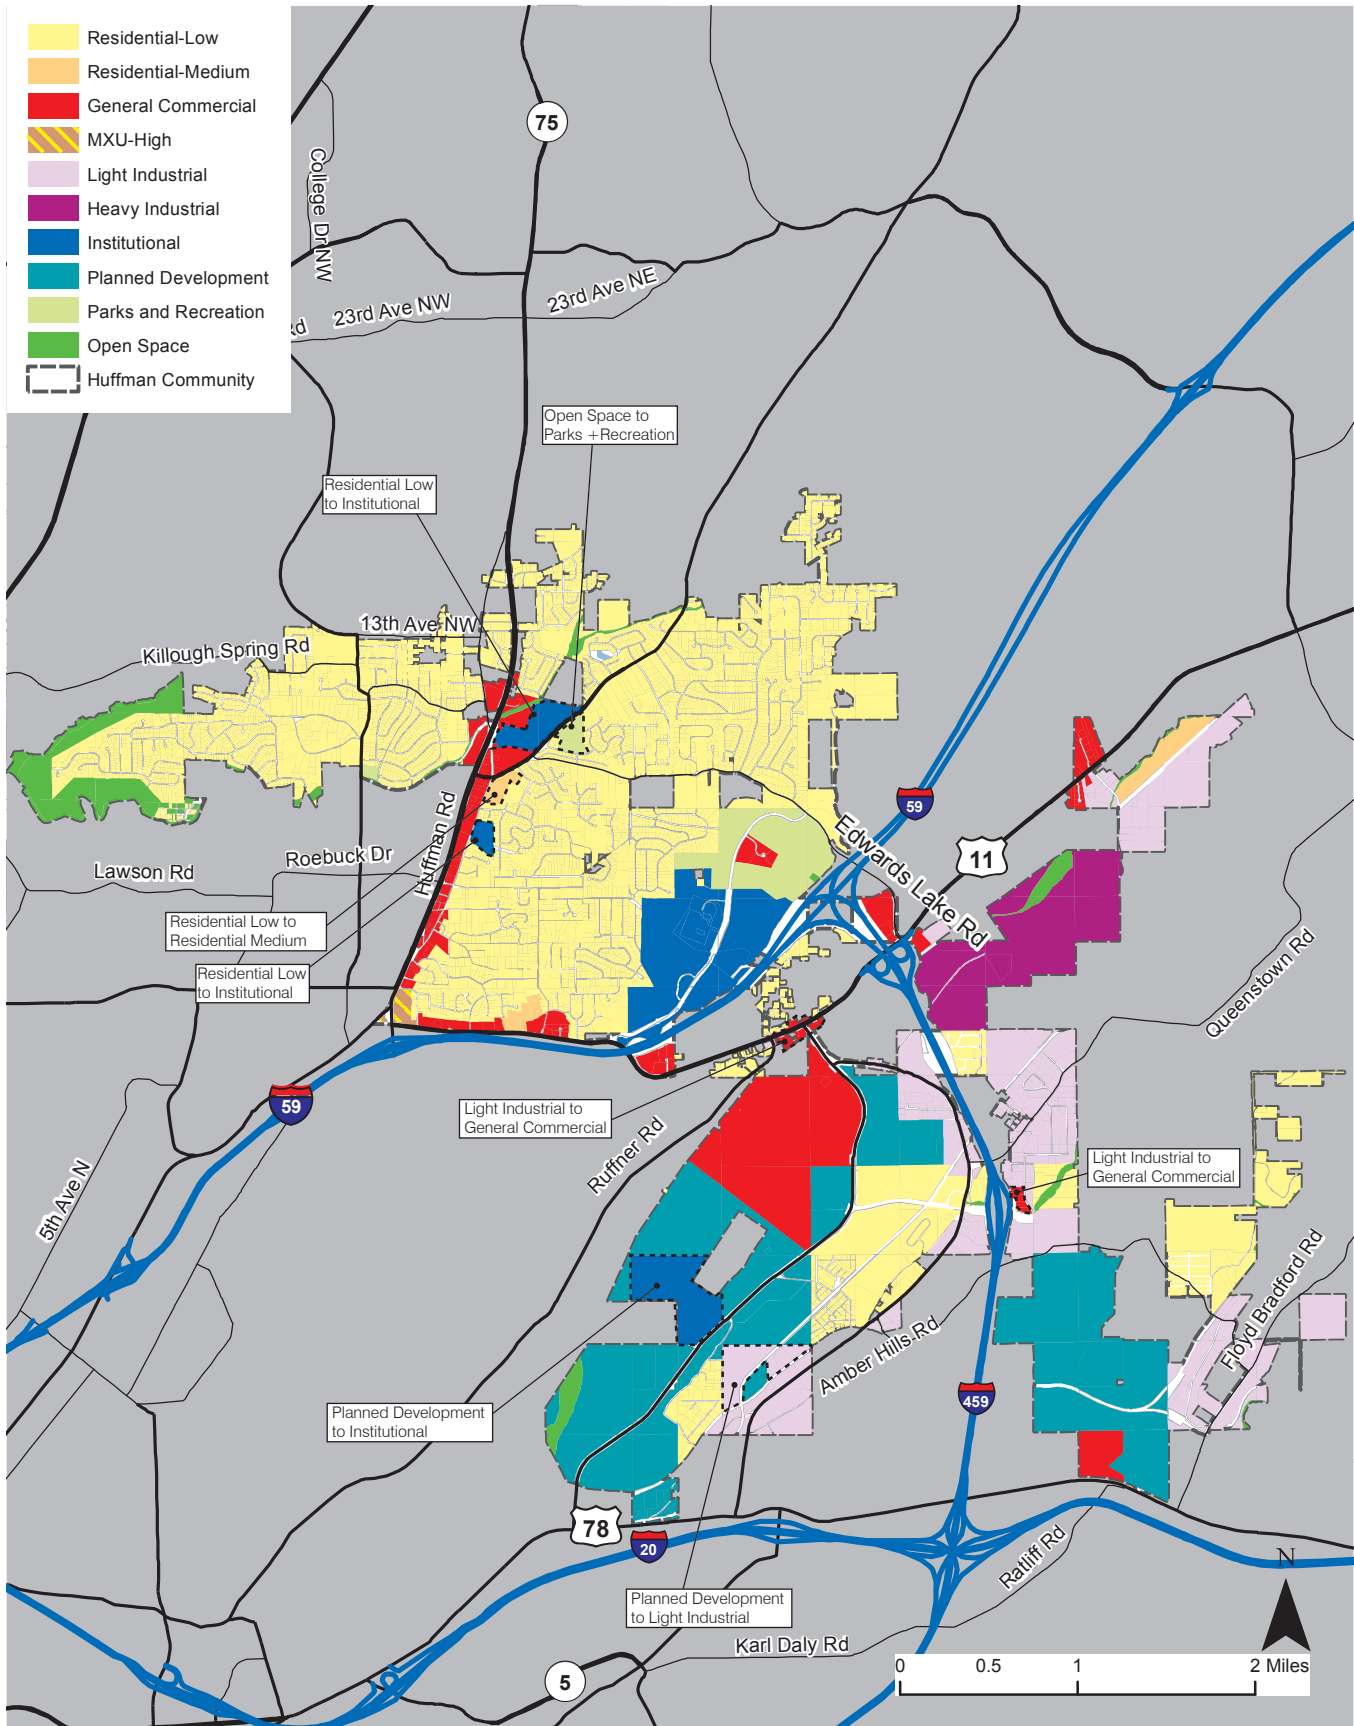 Residential-Low
Residential-Medium
General Commercial
MXU-High
Light Industrial
Heavy Industrial
Institutional
Planned Development
Parks and Recreation
Open Space
Huffman Community
75
College Dr NW
23rd Ave NW
23rd Ave NE
Rd
Open Space to
Parks +Recreation
Residential Low
to Institutional
13th Ave NW
Killough Spring Rd
59
Edwards Lake Rd
11
Huffman Rd
Roebuck Dr
Lawson Rd
Residential Low to
Residential Medium
Residential Low
to Institutional
Queenstown Rd
59
Light Industrial to
General Commercial
Ruffner Rd
5th Ave N
Light Industrial to
General Commercial
Floyd Bradford Rd
Amber Hills Rd
459
Planned Development
to Institutional
78
20
Ratliff Rd
N
Planned Development
to Light Industrial
Karl Daly Rd
5
0 0.5 1 2 Miles